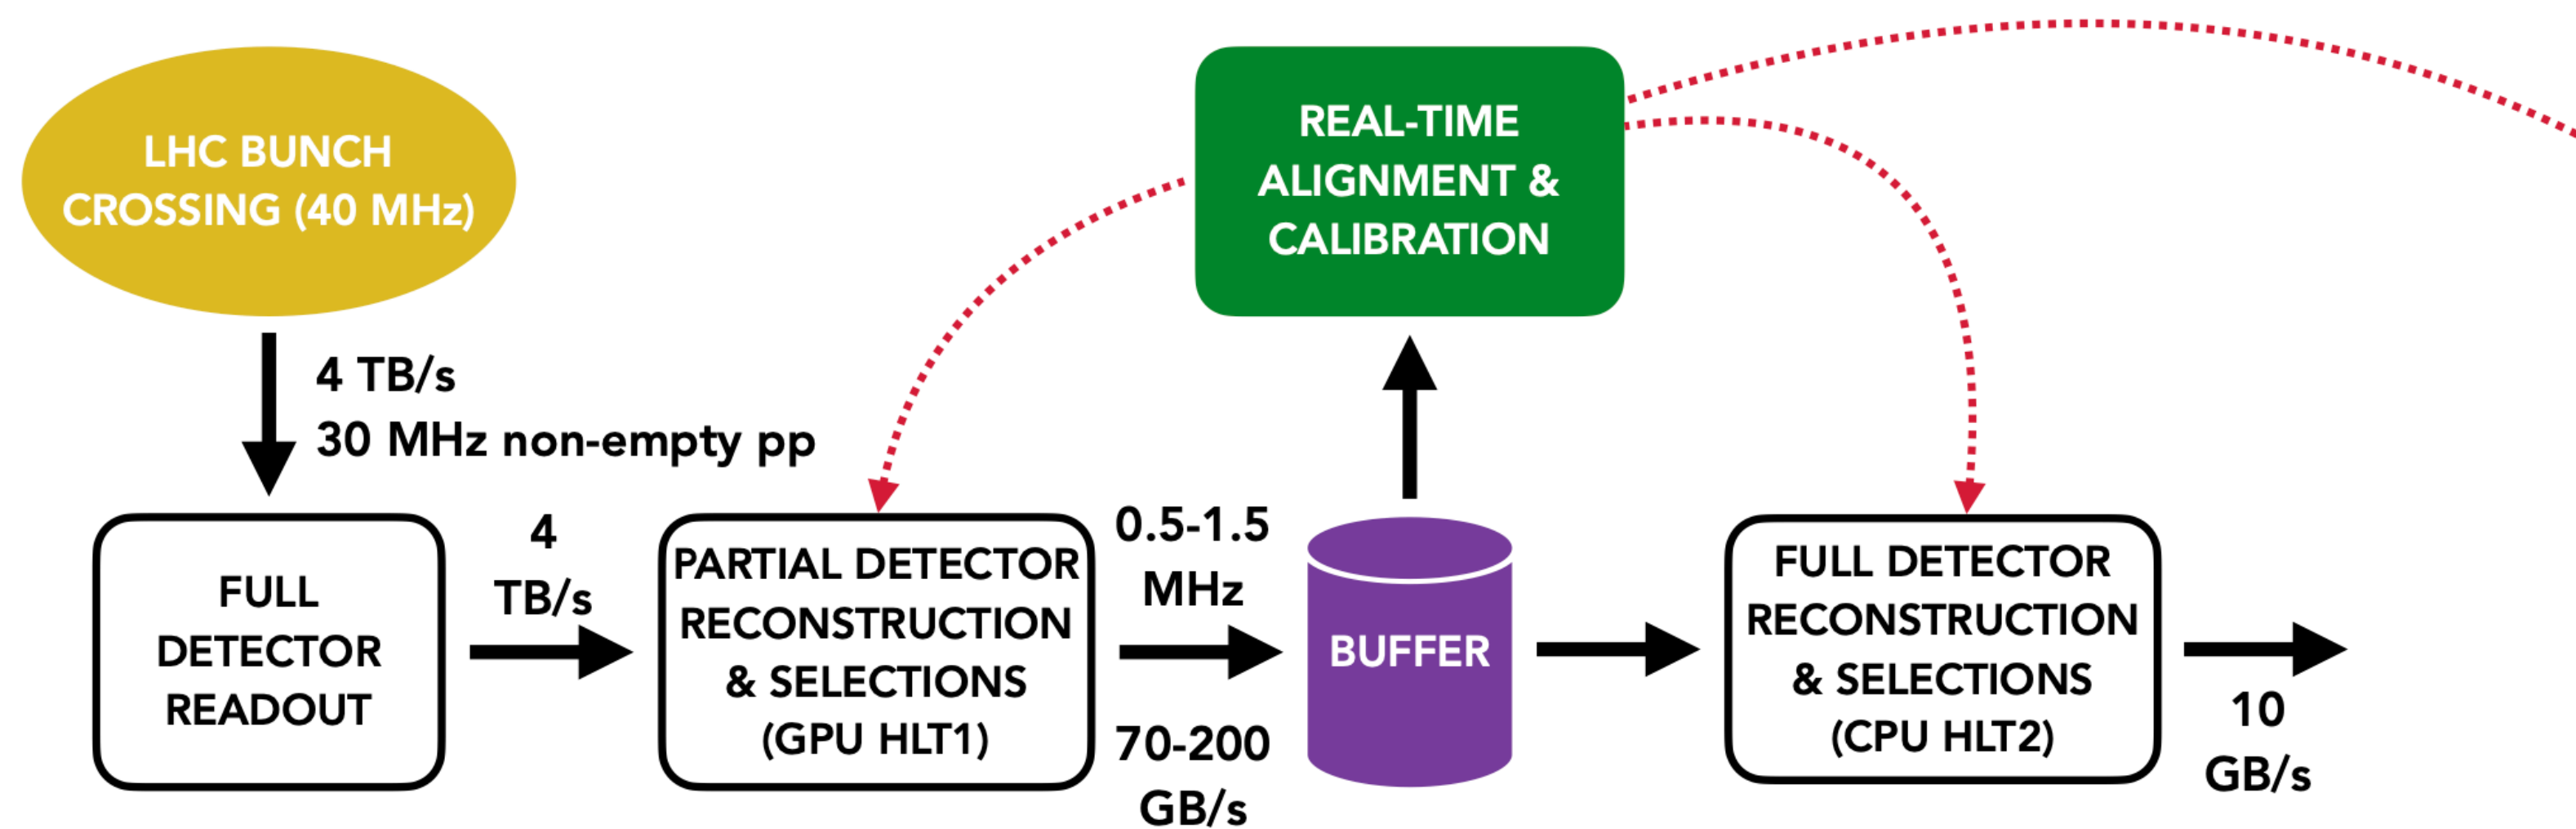 LHC BUNCH
CROSSING (40 MHz)
4 TB/s
30 MHz non-empty pp
FULL
DETECTOR
READOUT
4
TB/s
PARTIAL DETECTOR
RECONSTRUCTION
& SELECTIONS
(GPU HLT1)
0.5-1.5
MHz
70-200
GB/s
REAL-TIME
ALIGNMENT &
CALIBRATION
BUFFER
FULL DETECTOR
RECONSTRUCTION
& SELECTIONS
(CPU HLT2)
10
GB/s